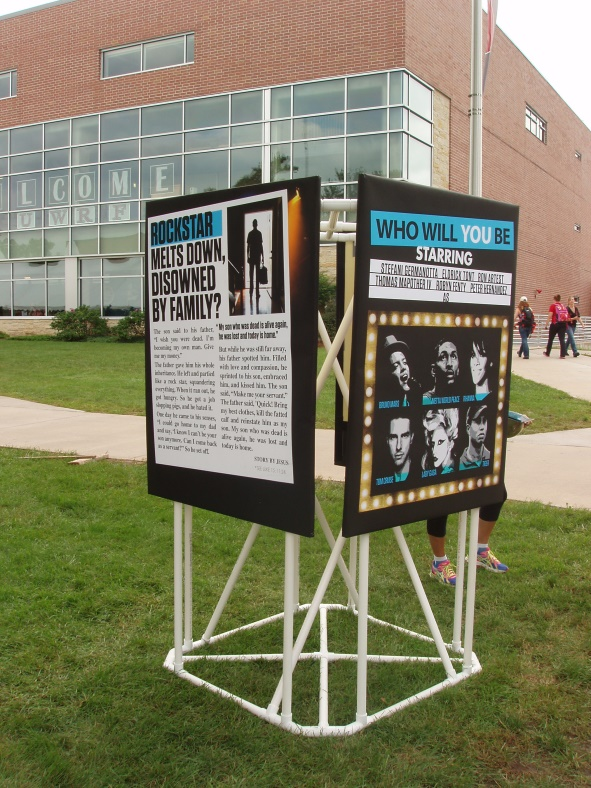 ELCOME
UWRF
ROCKSTAR
MELTS DOWN,
DISOWNED
BY FAMILY?
"My son who was dead is alive again,
he was lost and today is home."
The son said to his father,
"I wish you were dead. I'm
becoming my own man. Give
me my money."
The father gave him his whole
inheritance. He left and partied
like a rock star, squandering
everything. When it ran out, he
got hungry. So he got a job
slopping pigs, and he hated it.
One day he came to his senses,
"I could go home to my dad
and say, 'I know I can't be your
son anymore. Can I come back
as a servant?'" So he set off.
But while he was still far away,
his father spotted him. Filled
with love and compassion, he
sprinted to his son, embraced
him, and kissed him. The son
said, "Make me your servant."
The father said, 'Quick! Bring
my best clothes, kill the fatted
calf and reinstate him as my
son. My son who was dead is
alive again, he was lost and
today is home.
STORY BY JESUS
WHO WILL YOU BE
STARRING
STEFANI GERMANOTTA ELDRICK TONT RON ARTEST
THOMAS MAPOTHER IV ROBYN FENTY PETER HERNANDEZ
AS
BRUNO MARS
METTA WORLD PEACE
RIHANNA
TOM CRUISE
LADY GAGA
TIGER